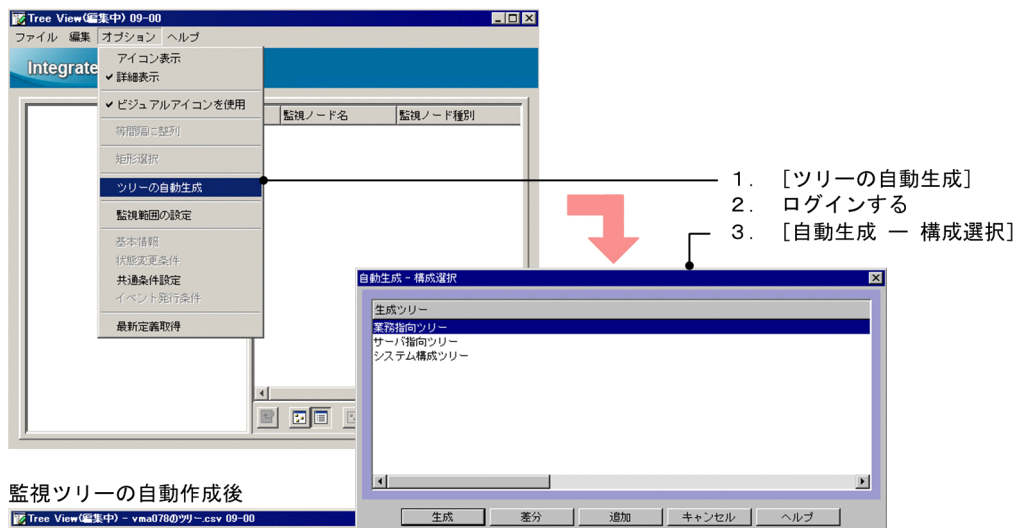 Tree View(編集中) 09-00
ファイル 編集 オプション ヘルプ
Integrate
アイコン表示
詳細表示
ビジュアルアイコンを使用
等間隔に整列
矩形選択
ツリーの自動生成
監視範囲の設定
基本情報
状態変更条件
共通条件設定
イベント発行条件
最新定義取得
監視ノード名 監視ノード種別
1. [ツリーの自動生成]
2. ログインする
3. [自動生成 － 構成選択]
自動生成 - 構成選択
生成ツリー
業務指向ツリー
サーバ指向ツリー
システム構成ツリー
生成 差分 追加 キャンセル ヘルプ
監視ツリーの自動作成後
Tree View(編集中) - vma078のツリー.csv 09-00